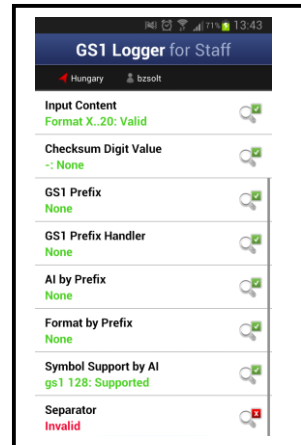 71% 13:43
GS1 Logger for Staff
Hungary bzsolt
Input Content
Format X..20: Valid
Checksum Digit Value
-: None
GS1 Prefix
None
GS1 Prefix Handler
None
AI by Prefix
None
Format by Prefix
None
Symbol Support by AI
gs1 128: Supported
Separator
Invalid